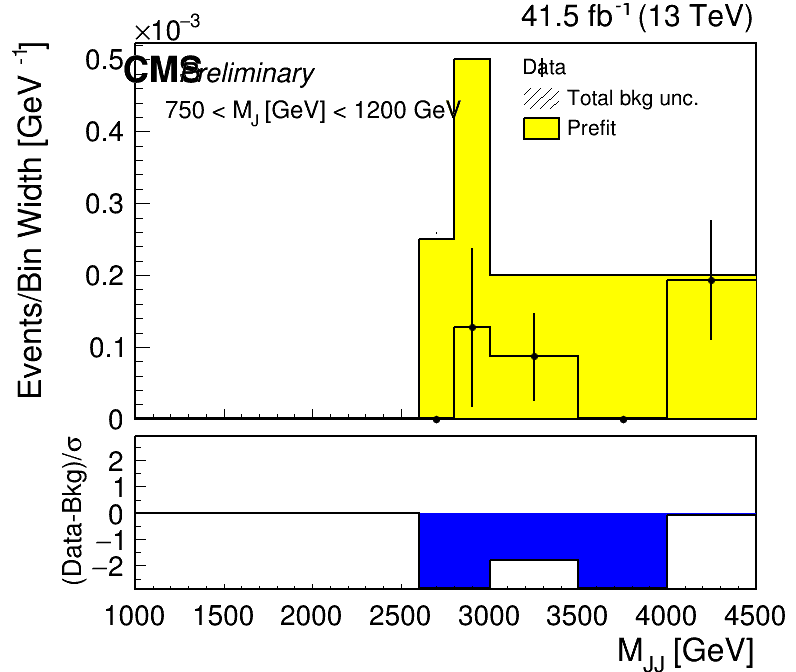 ×10⁻³
41.5 fb⁻¹ (13 TeV)
CMS Preliminary
750 < M_J [GeV] < 1200 GeV
Data
Total bkg unc.
Prefit
Events/Bin Width [GeV⁻¹]
0.5
0.4
0.3
0.2
0.1
0
(Data-Bkg)/σ
2
1
0
−1
−2
1000 1500 2000 2500 3000 3500 4000 4500
M_JJ [GeV]